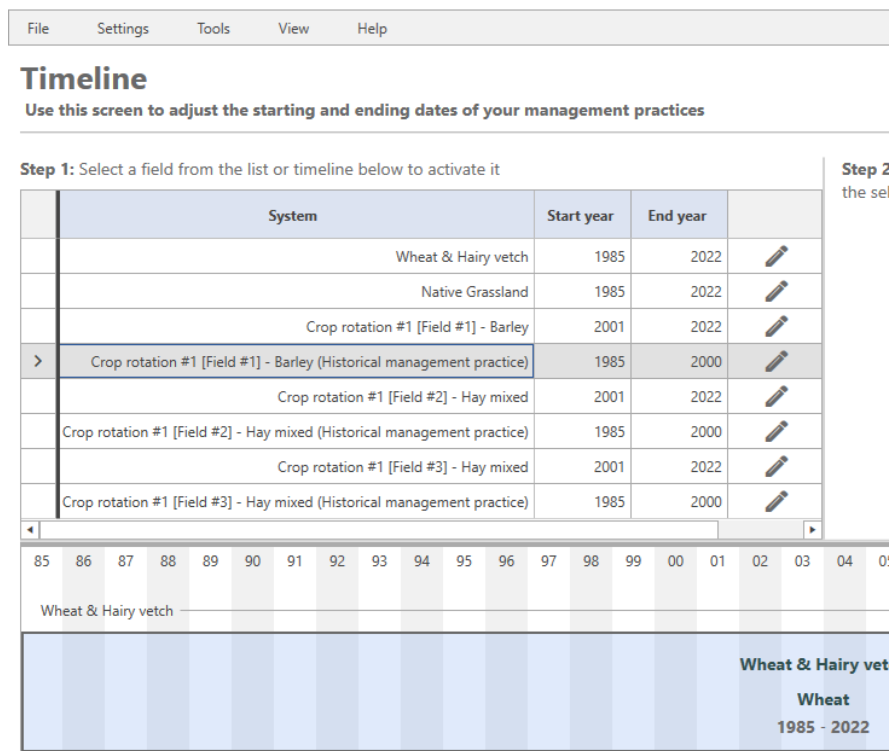 File Settings Tools View Help
Timeline
Use this screen to adjust the starting and ending dates of your management practices
Step 1: Select a field from the list or timeline below to activate it
Step 2
the sel
System Start year End year
Wheat & Hairy vetch 1985 2022
Native Grassland 1985 2022
Crop rotation #1 [Field #1] - Barley 2001 2022
Crop rotation #1 [Field #1] - Barley (Historical management practice) 1985 2000
Crop rotation #1 [Field #2] - Hay mixed 2001 2022
Crop rotation #1 [Field #2] - Hay mixed (Historical management practice) 1985 2000
Crop rotation #1 [Field #3] - Hay mixed 2001 2022
Crop rotation #1 [Field #3] - Hay mixed (Historical management practice) 1985 2000
85 86 87 88 89 90 91 92 93 94 95 96 97 98 99 00 01 02 03 04 05
Wheat & Hairy vetch
Wheat & Hairy vet
Wheat
1985 - 2022